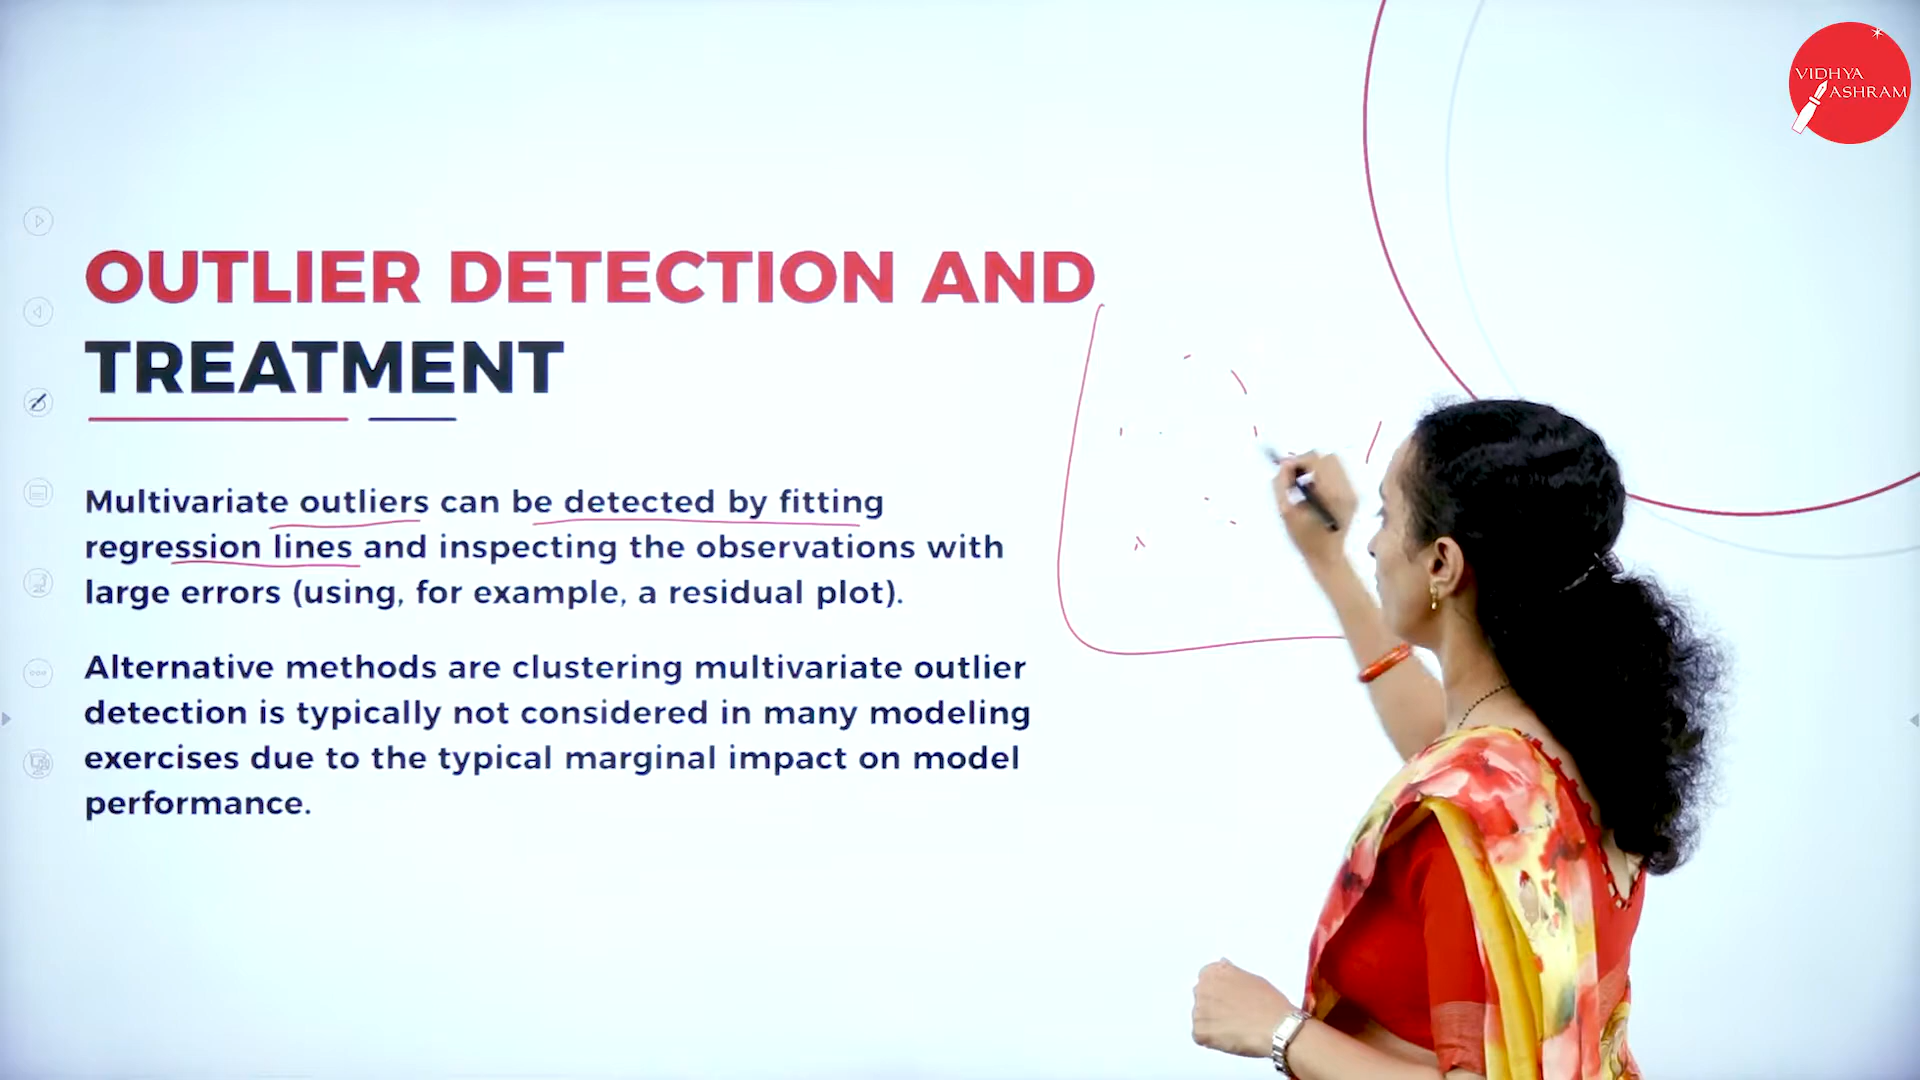 VIDHYA
ASHRAM
OUTLIER DETECTION AND
TREATMENT
Multivariate outliers can be detected by fitting
regression lines and inspecting the observations with
large errors (using, for example, a residual plot).
Alternative methods are clustering multivariate outlier
detection is typically not considered in many modeling
exercises due to the typical marginal impact on model
performance.